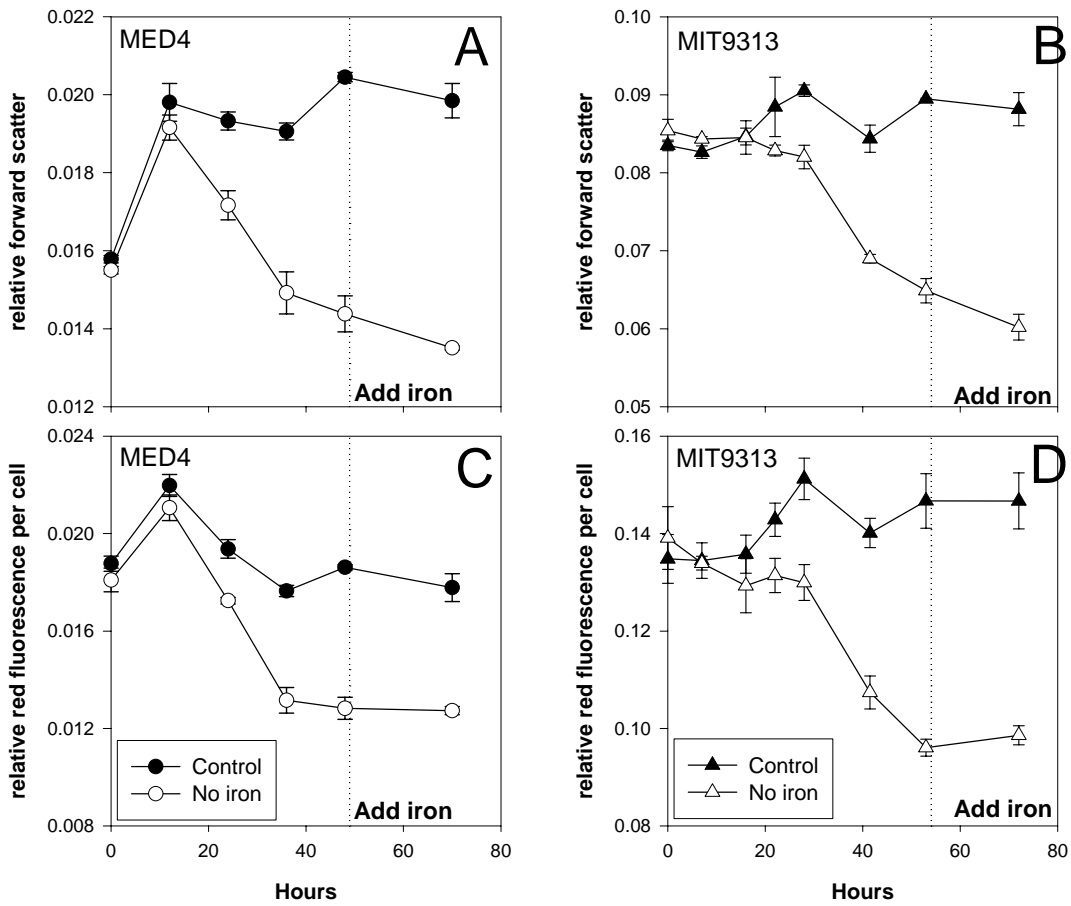 MED4
A
relative forward scatter
0.022
0.020
0.018
0.016
0.014
0.012
Add iron
MIT9313
B
relative forward scatter
0.10
0.09
0.08
0.07
0.06
0.05
Add iron
MED4
C
relative red fluorescence per cell
0.024
0.020
0.016
0.012
0.008
Control
No iron
Add iron
0 20 40 60 80
Hours
MIT9313
D
relative red fluorescence per cell
0.16
0.14
0.12
0.10
0.08
Control
No iron
Add iron
0 20 40 60 80
Hours